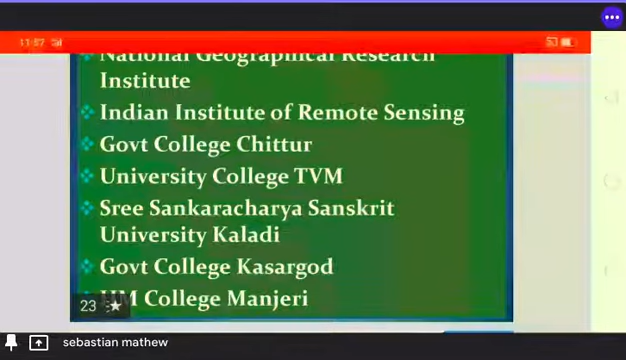 National Geographical Research
Institute
Indian Institute of Remote Sensing
Govt College Chittur
University College TVM
Sree Sankaracharya Sanskrit
University Kaladi
Govt College Kasargod
College Manjeri
23
sebastian mathew